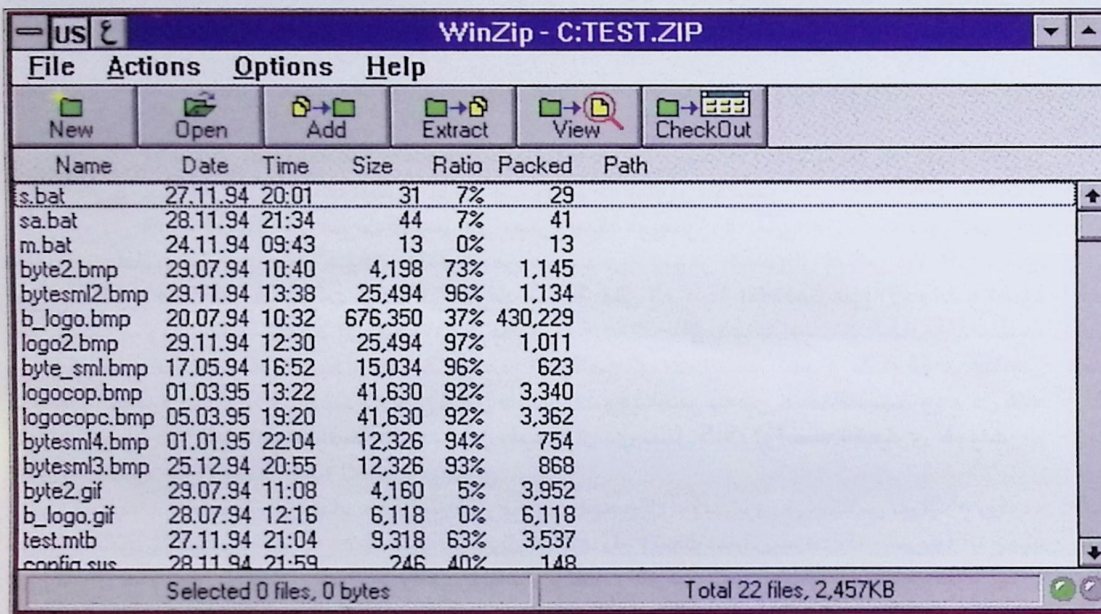 US ع WinZip - C:TEST.ZIP
File Actions Options Help
New Open Add Extract View CheckOut
Name Date Time Size Ratio Packed Path
s.bat 27.11.94 20:01 31 7% 29
sa.bat 28.11.94 21:34 44 7% 41
m.bat 24.11.94 09:43 13 0% 13
byte2.bmp 29.07.94 10:40 4,198 73% 1,145
bytesml2.bmp 29.11.94 13:38 25,494 96% 1,134
b_logo.bmp 20.07.94 10:32 676,350 37% 430,229
logo2.bmp 29.11.94 12:30 25,494 97% 1,011
byte_sml.bmp 17.05.94 16:52 15,034 96% 623
logocop.bmp 01.03.95 13:22 41,630 92% 3,340
logocopc.bmp 05.03.95 19:20 41,630 92% 3,362
bytesml4.bmp 01.01.95 22:04 12,326 94% 754
bytesml3.bmp 25.12.94 20:55 12,326 93% 868
byte2.gif 29.07.94 11:08 4,160 5% 3,952
b_logo.gif 28.07.94 12:16 6,118 0% 6,118
test.mtb 27.11.94 21:04 9,318 63% 3,537
config.sys 28.11.94 21:59 246 40% 148
Selected 0 files, 0 bytes Total 22 files, 2,457KB